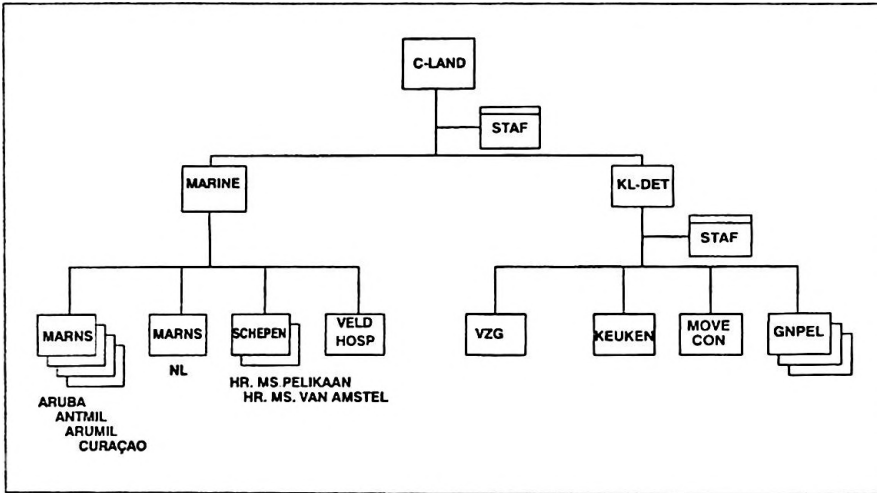 C-LAND
STAF
MARINE
KL-DET
STAF
MARNS
MARNS
SCHEPEN
VELD
HOSP
VZG
KEUKEN
MOVE
CON
GNPEL
NL
HR. MS.PELIKAAN
HR. MS. VAN AMSTEL
ARUBA
ANTMIL
ARUMIL
CURAÇAO